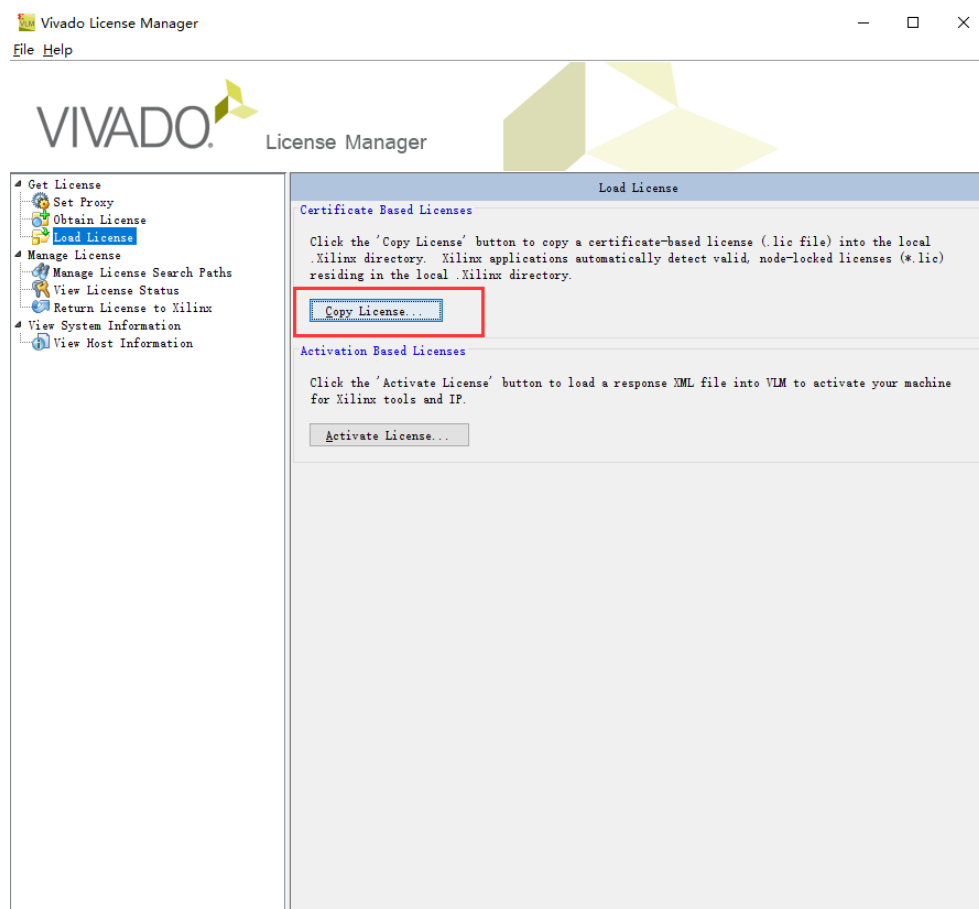 Vivado License Manager
File Help
VIVADO.
License Manager
Get License
Set Proxy
Obtain License
Load License
Manage License
Manage License Search Paths
View License Status
Return License to Xilinx
View System Information
View Host Information
Load License
Certificate Based Licenses
Click the 'Copy License' button to copy a certificate-based license (.lic file) into the local
.Xilinx directory. Xilinx applications automatically detect valid, node-locked licenses (*.lic)
residing in the local .Xilinx directory.
Copy License...
Activation Based Licenses
Click the 'Activate License' button to load a response XML file into VLM to activate your machine
for Xilinx tools and IP.
Activate License...